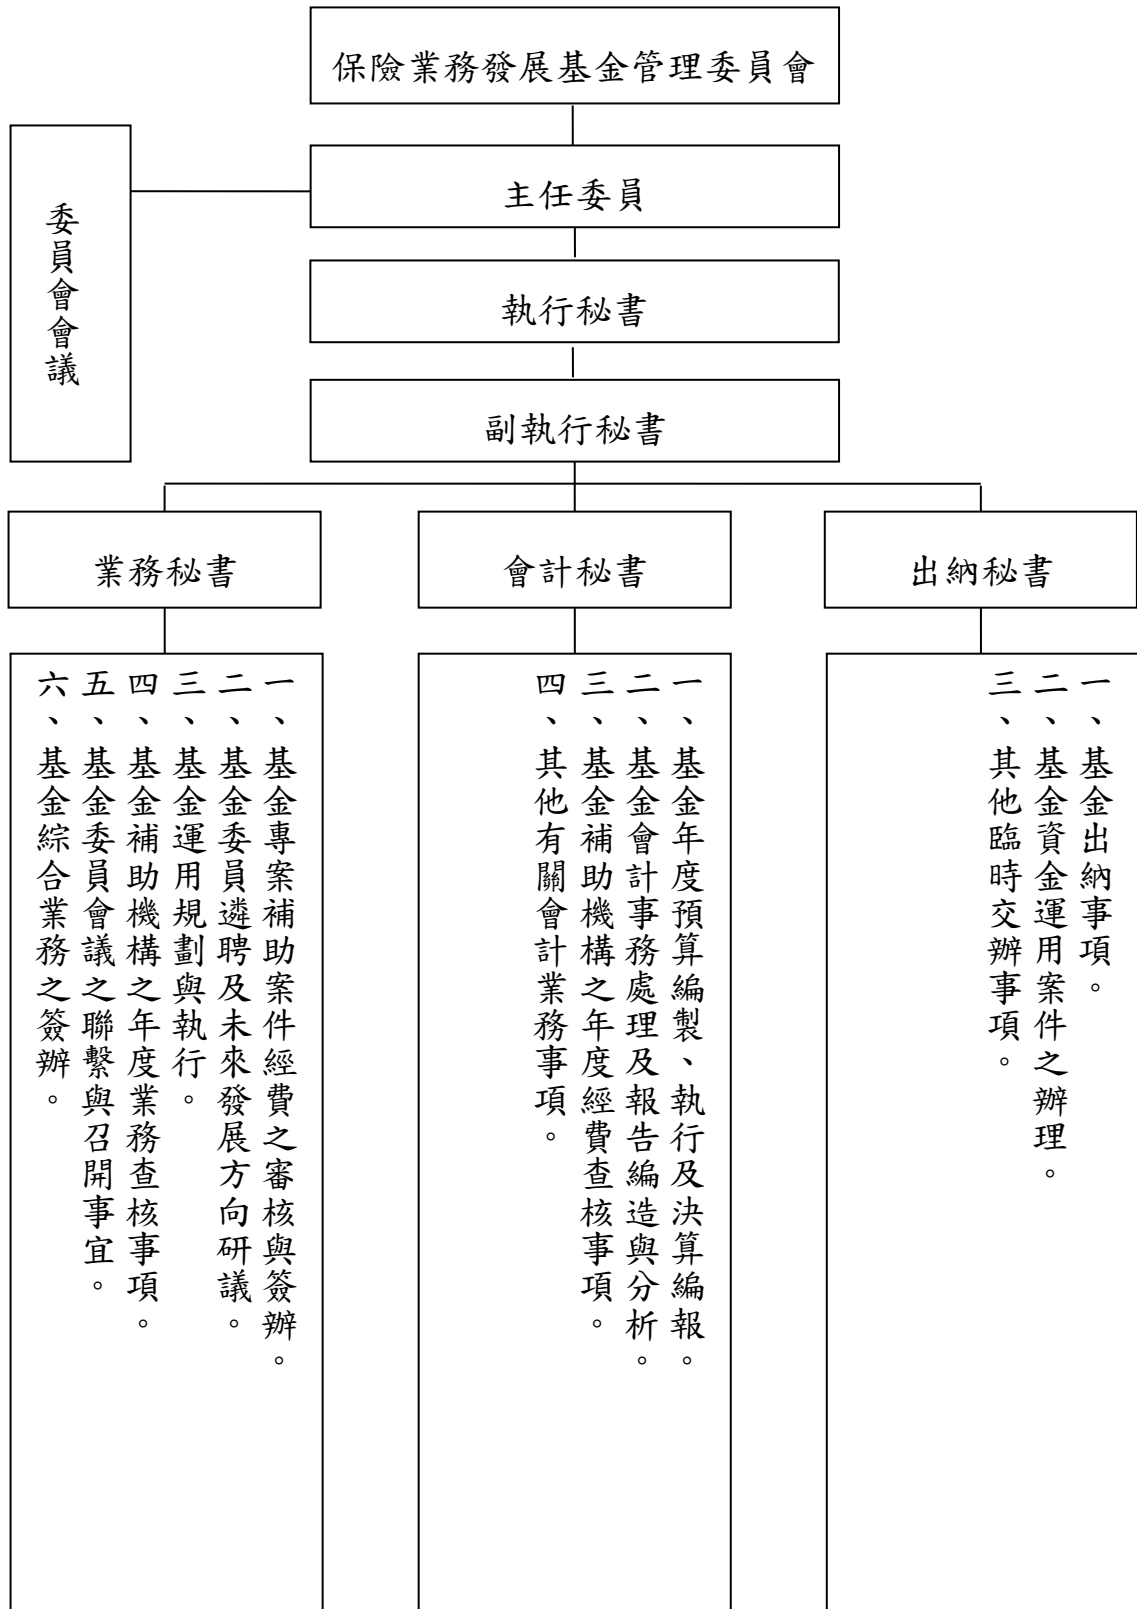 保險業務發展基金管理委員會
主任委員
委員會會議
執行秘書
副執行秘書
業務秘書
會計秘書
出納秘書
一、基金專案補助案件經費之審核與簽辦。
二、基金委員遴聘及未來發展方向研議。
三、基金運用規劃與執行。
四、基金補助機構之年度業務查核事項。
五、基金委員會議之聯繫與召開事宜。
六、基金綜合業務之簽辦。
一、基金年度預算編製、執行及決算編報。
二、基金會計事務處理及報告編造與分析。
三、基金補助機構之年度經費查核事項。
四、其他有關會計業務事項。
一、基金出納事項。
二、基金資金運用案件之辦理。
三、其他臨時交辦事項。